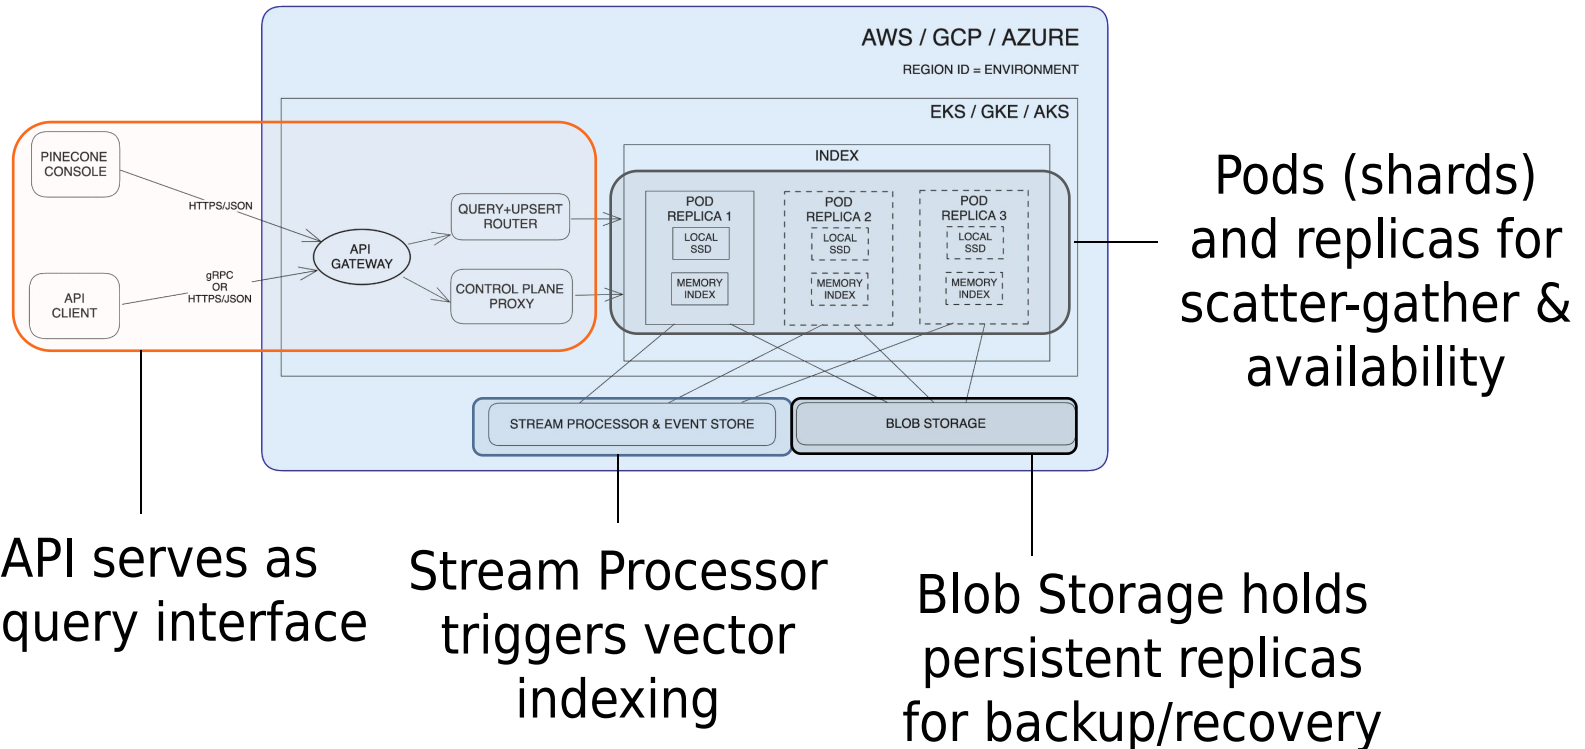 AWS / GCP / AZURE
REGION ID = ENVIRONMENT
EKS / GKE / AKS
PINECONE
CONSOLE
HTTPS/JSON
API
CLIENT
gRPC
OR
HTTPS/JSON
API
GATEWAY
QUERY+UPSERT
ROUTER
CONTROL PLANE
PROXY
INDEX
POD
REPLICA 1
LOCAL
SSD
MEMORY
INDEX
POD
REPLICA 2
LOCAL
SSD
MEMORY
INDEX
POD
REPLICA 3
LOCAL
SSD
MEMORY
INDEX
STREAM PROCESSOR & EVENT STORE
BLOB STORAGE
Pods (shards)
and replicas for
scatter-gather &
availability
API serves as
query interface
Stream Processor
triggers vector
indexing
Blob Storage holds
persistent replicas
for backup/recovery